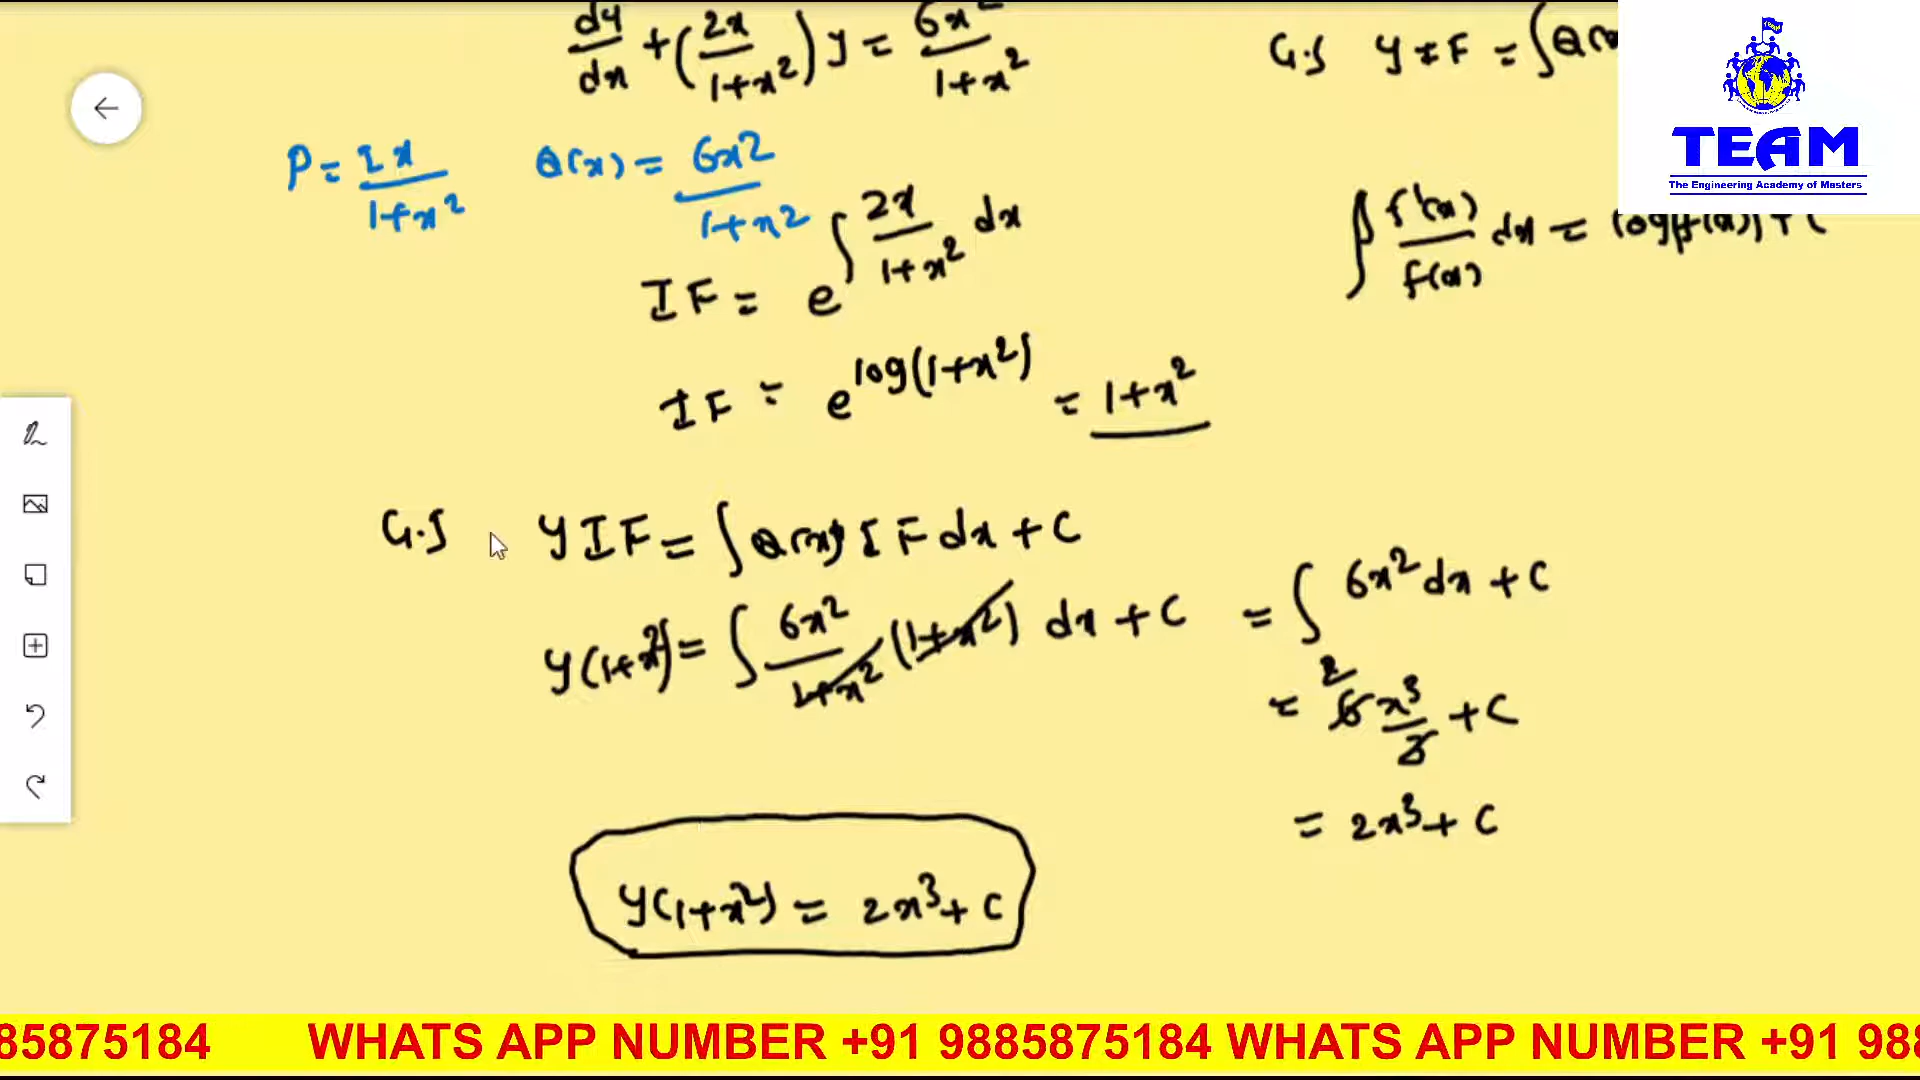 dy/dx + (2x/1+x²) y = 6x²/1+x²
G.S Y IF = ∫Q(x)
TEAM
The Engineering Academy of Masters
P = 2x/1+x² Q(x) = 6x²/1+x²
IF = e^∫ 2x/1+x² dx
∫ f'(x)/f(x) dx = log(f(x)) + C
IF = e^log(1+x²) = 1+x²
G.S Y IF = ∫ Q(x) IF dx + C
y(1+x²) = ∫ 6x²/1+x² (1+x²) dx + C = ∫ 6x² dx + C
= 2 6 x³/3 + C
= 2x³ + C
y(1+x²) = 2x³ + C
85875184 WHATS APP NUMBER +91 9885875184 WHATS APP NUMBER +91 988